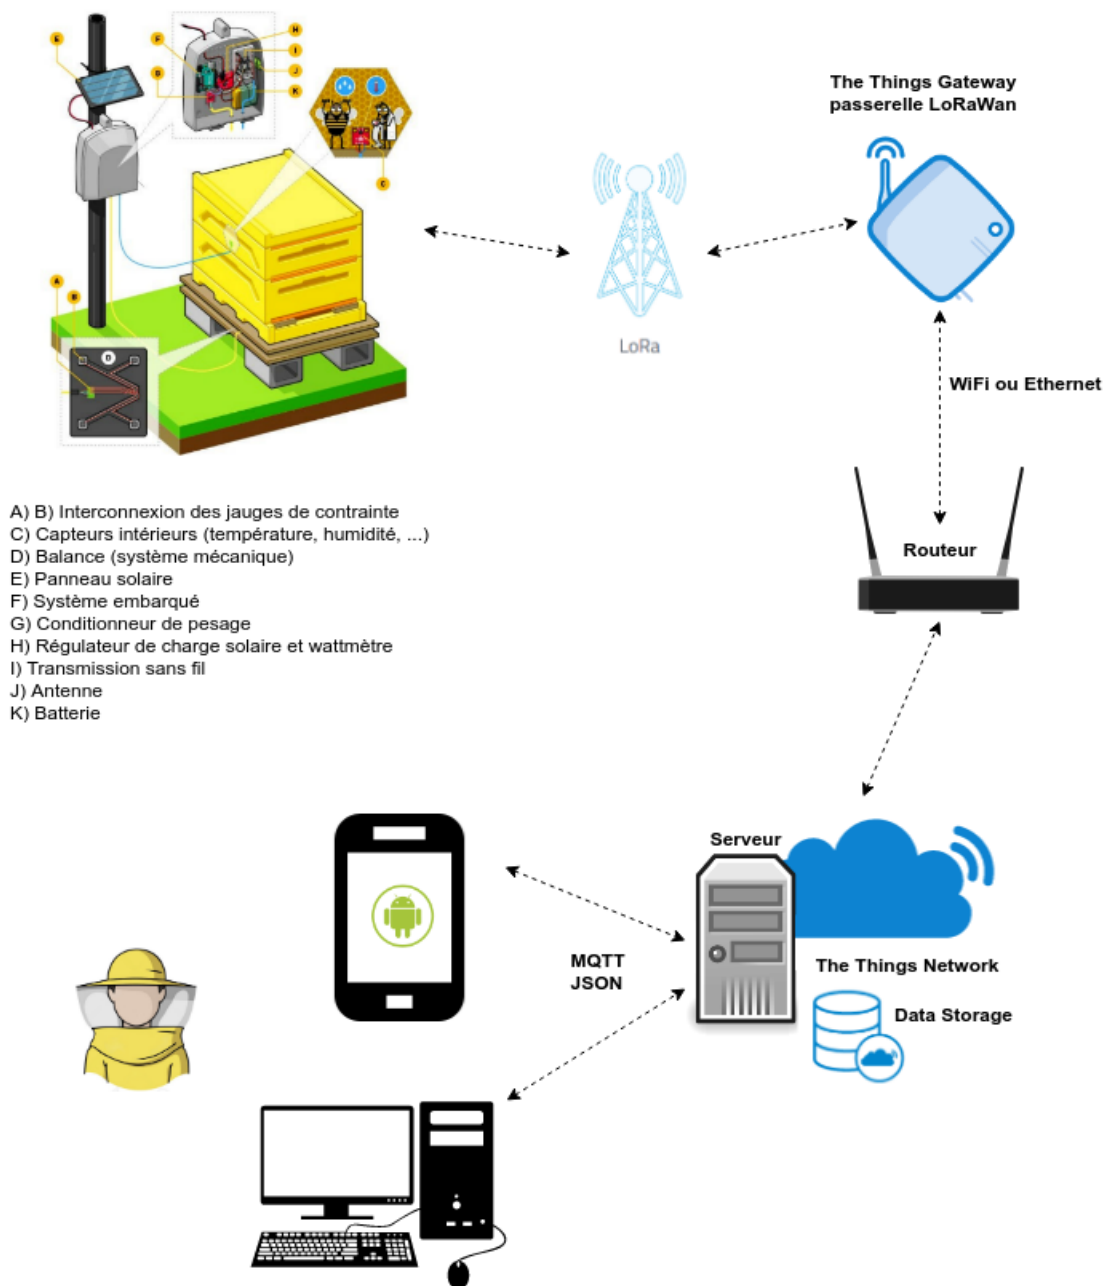 E
F
H
I
J
K
G
C
The Things Gateway
passerelle LoRaWan
LoRa
A
B
D
WiFi ou Ethernet
Routeur
A) B) Interconnexion des jauges de contrainte
C) Capteurs intérieurs (température, humidité, ...)
D) Balance (système mécanique)
E) Panneau solaire
F) Système embarqué
G) Conditionneur de pesage
H) Régulateur de charge solaire et wattmètre
I) Transmission sans fil
J) Antenne
K) Batterie
Serveur
MQTT
JSON
The Things Network
Data Storage